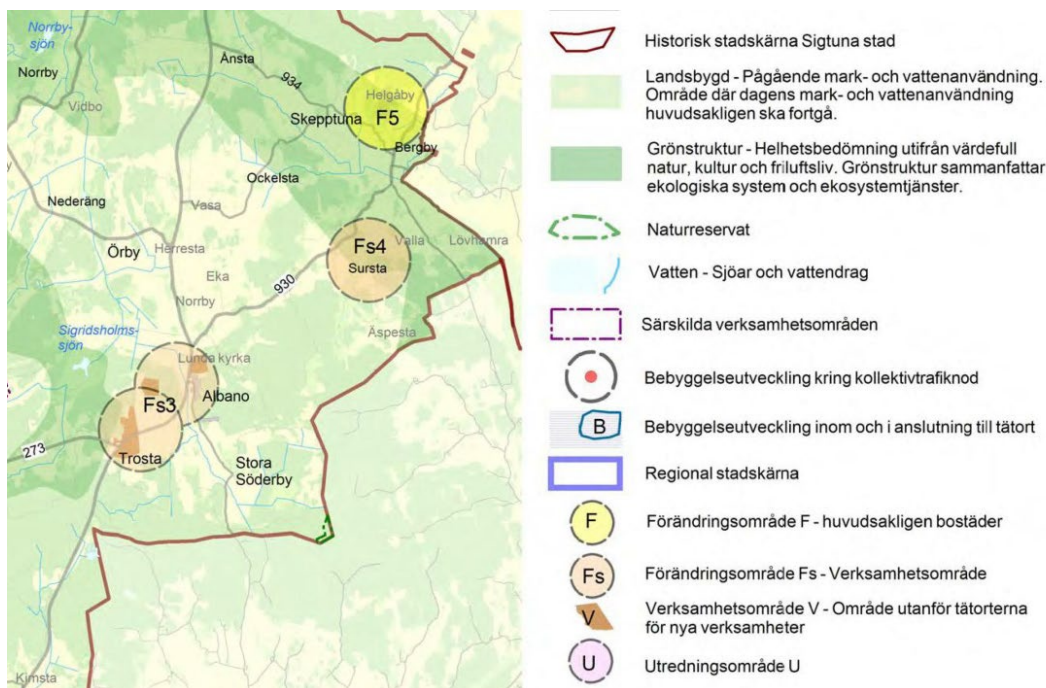 Norrby-
sjön
Norrby
Vidbo
Ånsta
934
Helgåby
Skepptuna
F5
Bergby
Ockelsta
Nederäng
Vasa
Örby
Herresta
Fs4
Valla
Lövhamra
Sursta
Eka
930
Norrby
Sigridsholms-
sjön
Äspesta
Lunda kyrka
Fs3
Albano
273
Trosta
Stora
Söderby
Kimsta
Historisk stadskärna Sigtuna stad
Landsbygd - Pågående mark- och vattenanvändning.
Område där dagens mark- och vattenanvändning
huvudsakligen ska fortgå.
Grönstruktur - Helhetsbedömning utifrån värdefull
natur, kultur och friluftsliv. Grönstruktur sammanfattar
ekologiska system och ekosystemtjänster.
Naturreservat
Vatten - Sjöar och vattendrag
Särskilda verksamhetsområden
Bebyggelseutveckling kring kollektivtrafiknod
B
Bebyggelseutveckling inom och i anslutning till tätort
Regional stadskärna
F
Förändringsområde F - huvudsakligen bostäder
Fs
Förändringsområde Fs - Verksamhetsområde
V
Verksamhetsområde V - Område utanför tätorterna
för nya verksamheter
U
Utredningsområde U